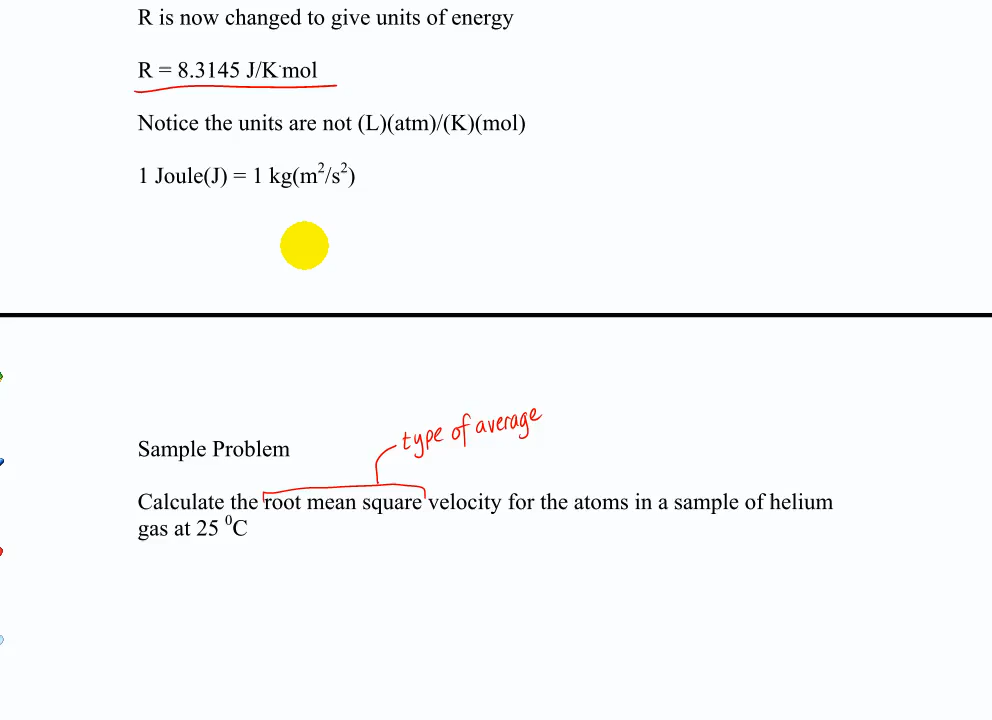 R is now changed to give units of energy
R = 8.3145 J/K·mol
Notice the units are not (L)(atm)/(K)(mol)
1 Joule(J) = 1 kg(m²/s²)
type of average
Sample Problem
Calculate the root mean square velocity for the atoms in a sample of helium
gas at 25 ⁰C